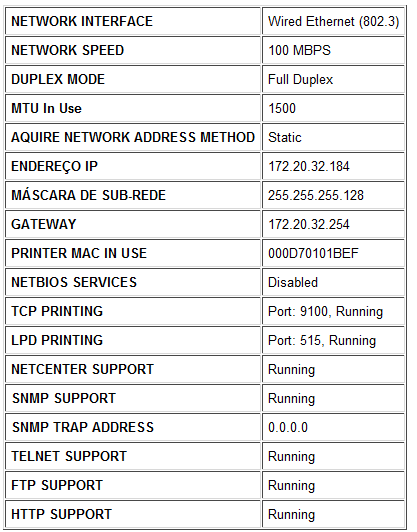 NETWORK INTERFACE Wired Ethernet (802.3)
NETWORK SPEED 100 MBPS
DUPLEX MODE Full Duplex
MTU In Use 1500
AQUIRE NETWORK ADDRESS METHOD Static
ENDEREÇO IP 172.20.32.184
MÁSCARA DE SUB-REDE 255.255.255.128
GATEWAY 172.20.32.254
PRINTER MAC IN USE 000D70101BEF
NETBIOS SERVICES Disabled
TCP PRINTING Port: 9100, Running
LPD PRINTING Port: 515, Running
NETCENTER SUPPORT Running
SNMP SUPPORT Running
SNMP TRAP ADDRESS 0.0.0.0
TELNET SUPPORT Running
FTP SUPPORT Running
HTTP SUPPORT Running